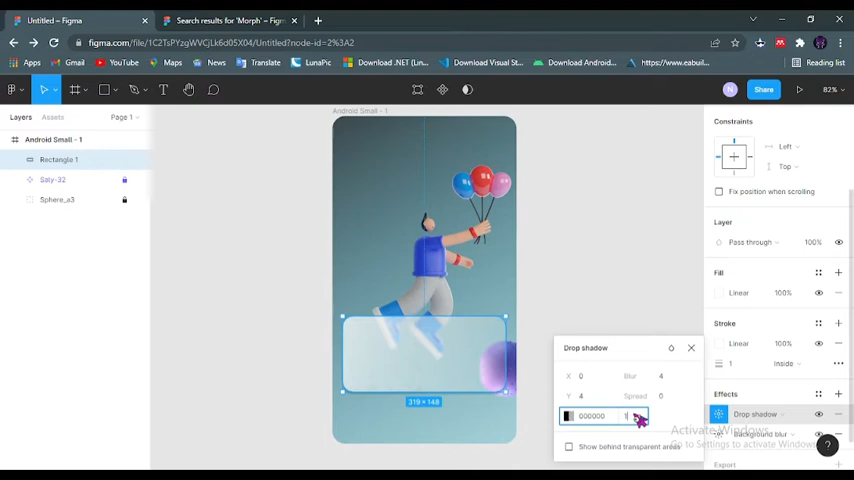 Untitled – Figma
Search results for 'Morph' – Figm
figma.com/file/1C2TsPYzgWVCjLk6d05X04/Untitled?node-id=2%3A2
Apps
Gmail
YouTube
Maps
News
Translate
LunaPic
Download .NET (Lin...
Download Visual St...
Download Android...
https://www.eabuil...
Reading list
N
Share
82%
Layers
Assets
Page 1
Android Small - 1
Rectangle 1
Saty-32
Sphere_a3
Android Small - 1
319 × 148
Constraints
Left
Top
Fix position when scrolling
Layer
Pass through
100%
Fill
Linear
100%
Stroke
Linear
100%
1
Inside
Effects
Drop shadow
Background blur
Export
Drop shadow
X
0
Blur
4
Y
4
Spread
0
000000
1
Show behind transparent areas
Activate Windows
Go to Settings to activate Windows.
?